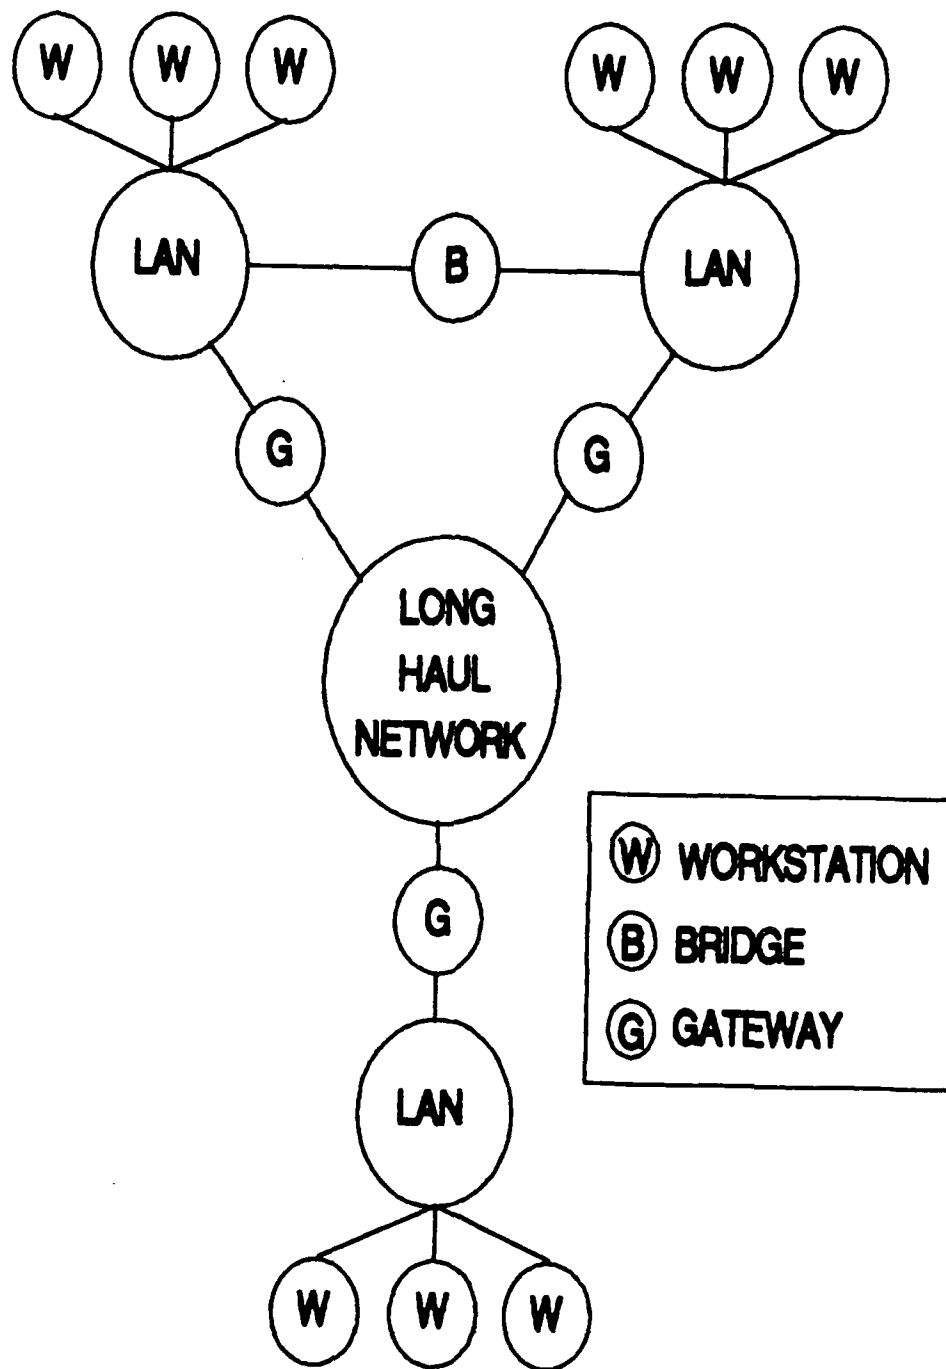 W W W W W W
LAN B LAN
G G
LONG
HAUL
NETWORK
G
LAN
W W W
W WORKSTATION
B BRIDGE
G GATEWAY